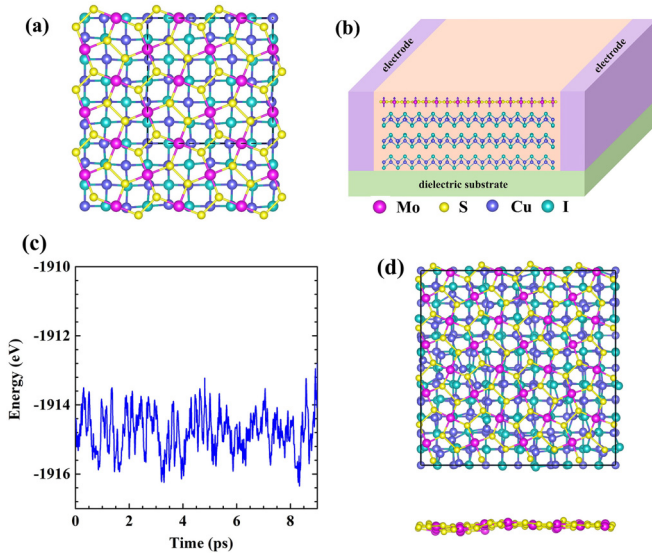 (a)
(b)
electrode
electrode
dielectric substrate
Mo S Cu I
(c)
-1910
-1912
-1914
-1916
Energy (eV)
0 2 4 6 8
Time (ps)
(d)